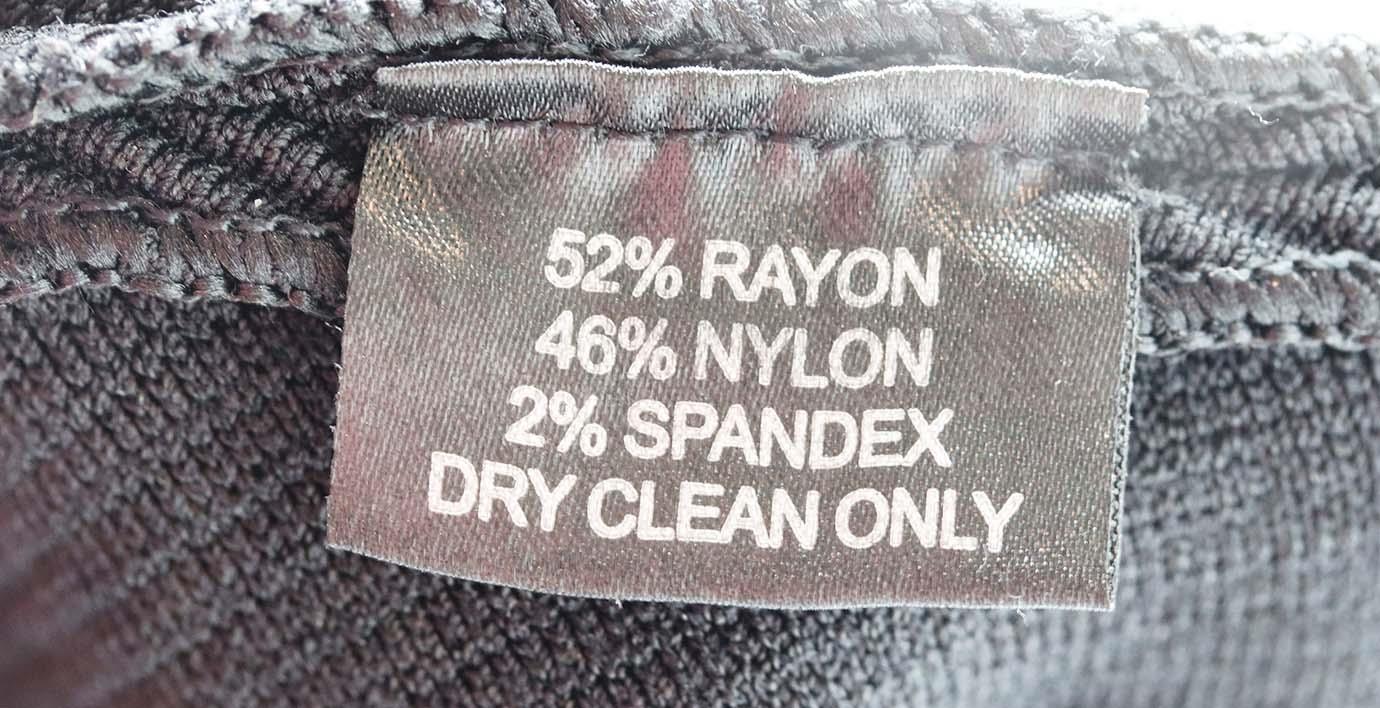 52% RAYON
46% NYLON
2% SPANDEX
DRY CLEAN ONLY